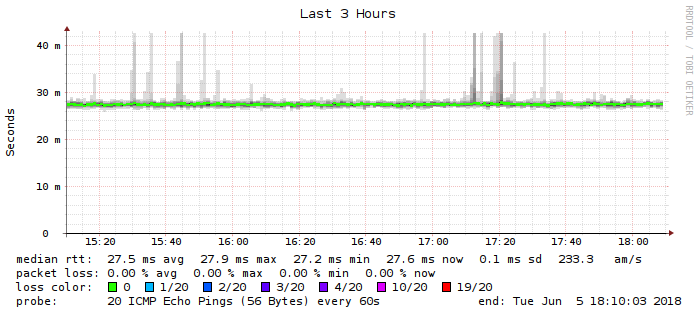 Last 3 Hours
RRDTOOL / TOBI OETIKER
Seconds
40 m
30 m
20 m
10 m
0
15:20 15:40 16:00 16:20 16:40 17:00 17:20 17:40 18:00
median rtt: 27.5 ms avg 27.9 ms max 27.2 ms min 27.6 ms now 0.1 ms sd 233.3 am/s
packet loss: 0.00 % avg 0.00 % max 0.00 % min 0.00 % now
loss color: 0 1/20 2/20 3/20 4/20 10/20 19/20
probe: 20 ICMP Echo Pings (56 Bytes) every 60s end: Tue Jun 5 18:10:03 2018